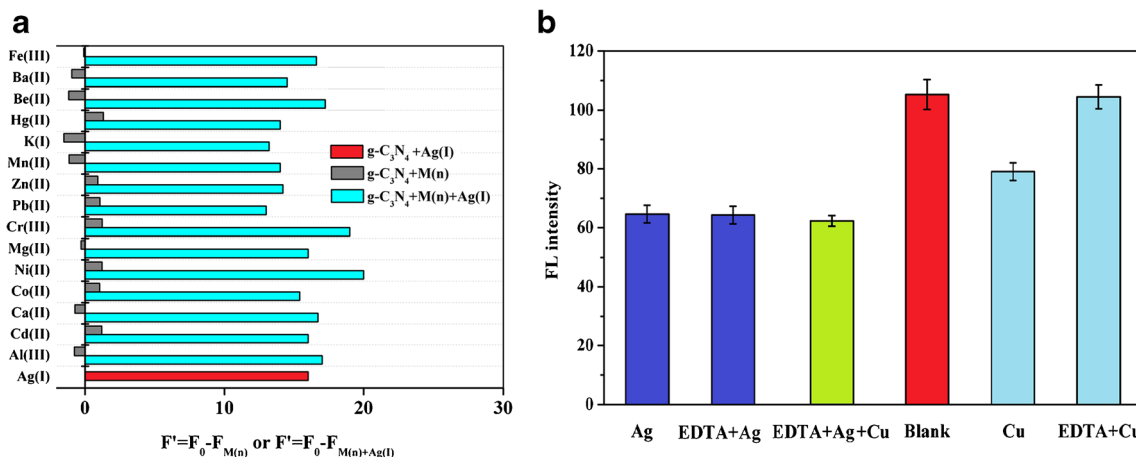 a
Fe(III)
Ba(II)
Be(II)
Hg(II)
K(I)
Mn(II)
Zn(II)
Pb(II)
Cr(III)
Mg(II)
Ni(II)
Co(II)
Ca(II)
Cd(II)
Al(III)
Ag(I)
g-C₃N₄+Ag(I)
g-C₃N₄+M(n)
g-C₃N₄+M(n)+Ag(I)
0 10 20 30
F'=F₀-F_M(n) or F'=F₀-F_M(n)+Ag(I)
b
FL intensity
120
100
80
60
40
20
0
Ag EDTA+Ag EDTA+Ag+Cu Blank Cu EDTA+Cu